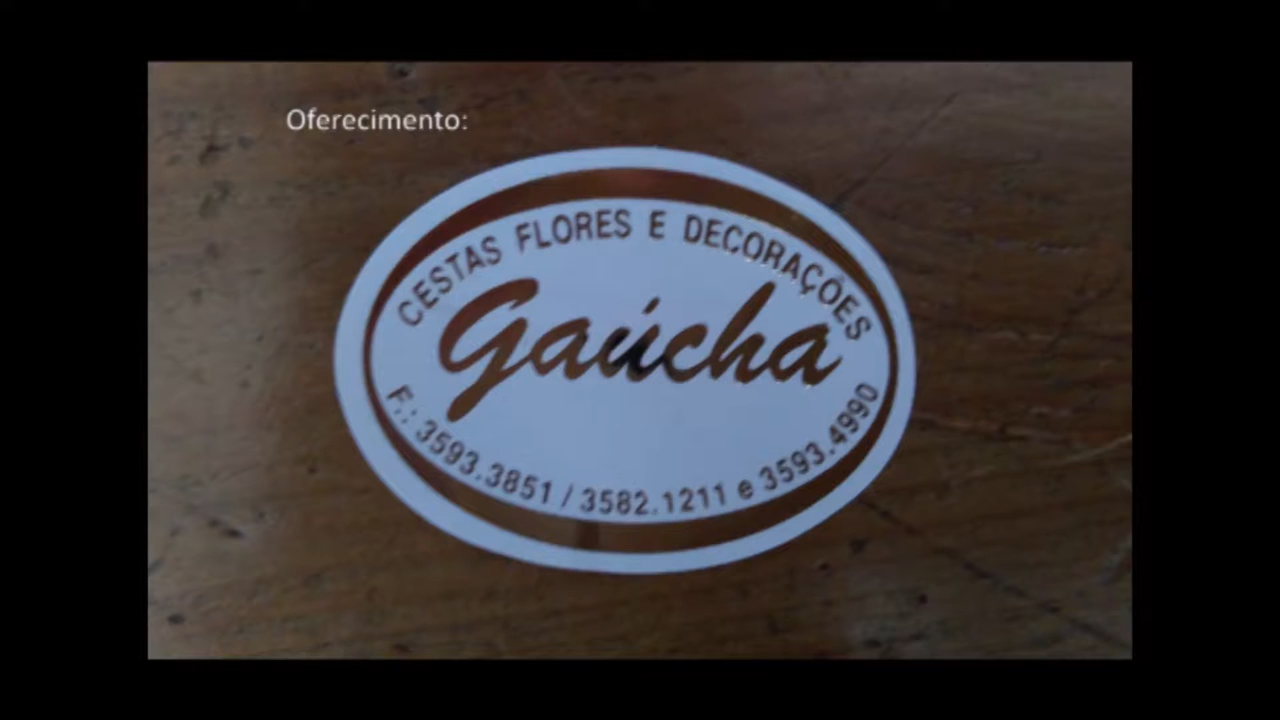 Oferecimento:
CESTAS FLORES E DECORAÇÕES
Gaúcha
F.: 3593.3851 / 3582.1211 e 3593.4990